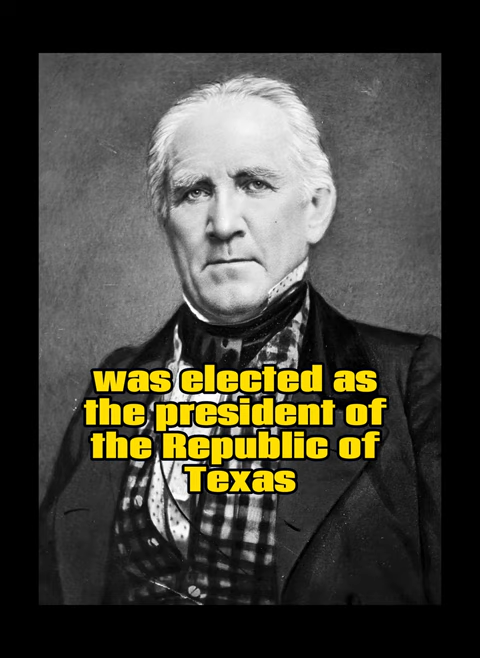 was elected as
the president of
the Republic of
Texas